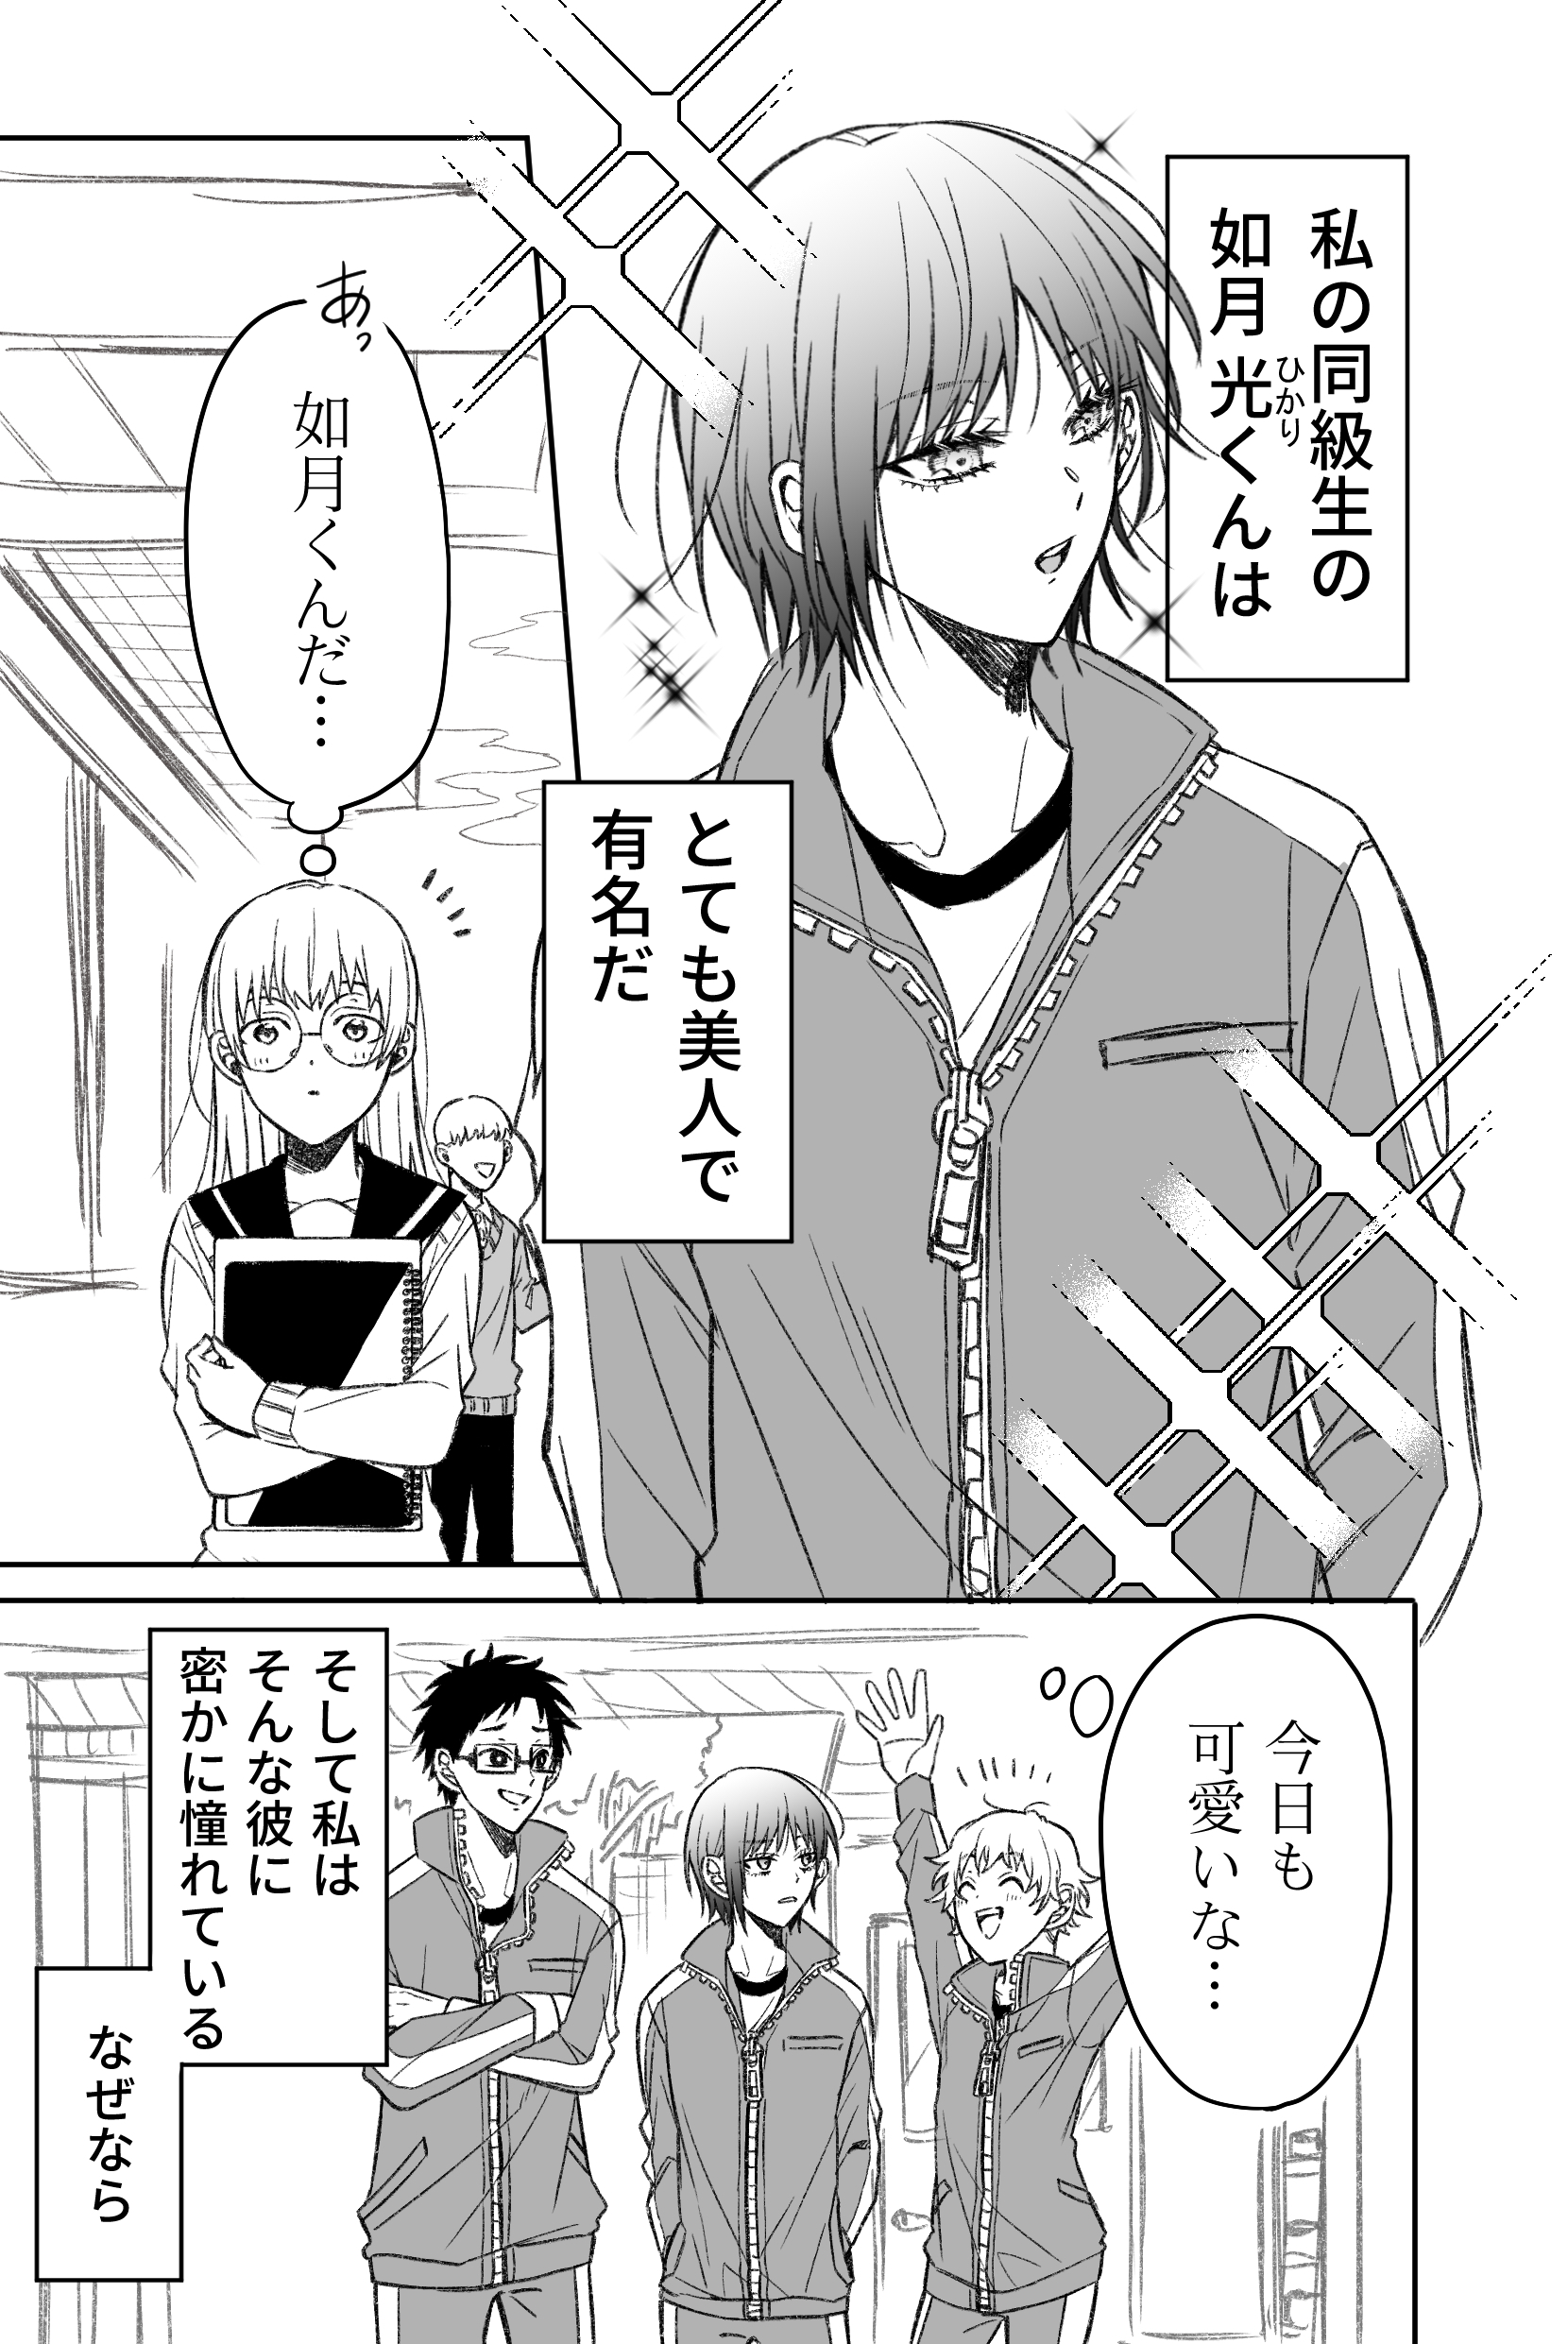 私の同級生の
如月 光くんは
ひかり
とても美人で
有名だ
あっ
如月くんだ…
今日も
可愛いな…
そして私は
そんな彼に
密かに憧れている
なぜなら